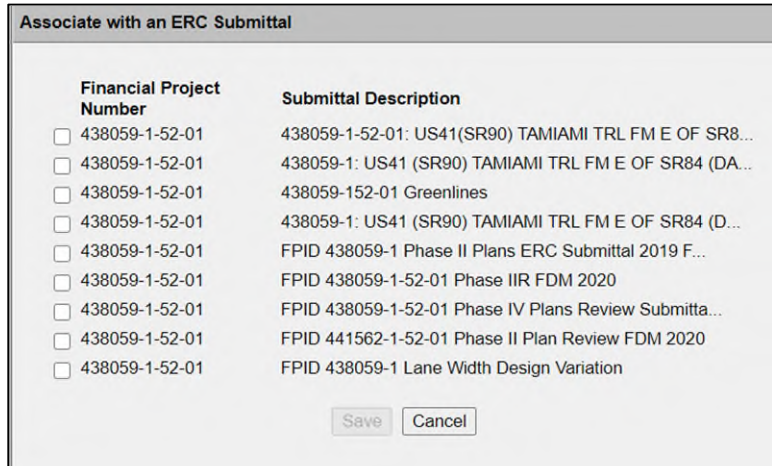 Associate with an ERC Submittal
Financial Project Number Submittal Description
438059-1-52-01 438059-1-52-01: US41(SR90) TAMIAMI TRL FM E OF SR8...
438059-1-52-01 438059-1: US41 (SR90) TAMIAMI TRL FM E OF SR84 (DA...
438059-1-52-01 438059-152-01 Greenlines
438059-1-52-01 438059-1: US41 (SR90) TAMIAMI TRL FM E OF SR84 (D...
438059-1-52-01 FPID 438059-1 Phase II Plans ERC Submittal 2019 F...
438059-1-52-01 FPID 438059-1-52-01 Phase IIR FDM 2020
438059-1-52-01 FPID 438059-1-52-01 Phase IV Plans Review Submitta...
438059-1-52-01 FPID 441562-1-52-01 Phase II Plan Review FDM 2020
438059-1-52-01 FPID 438059-1 Lane Width Design Variation
Save Cancel